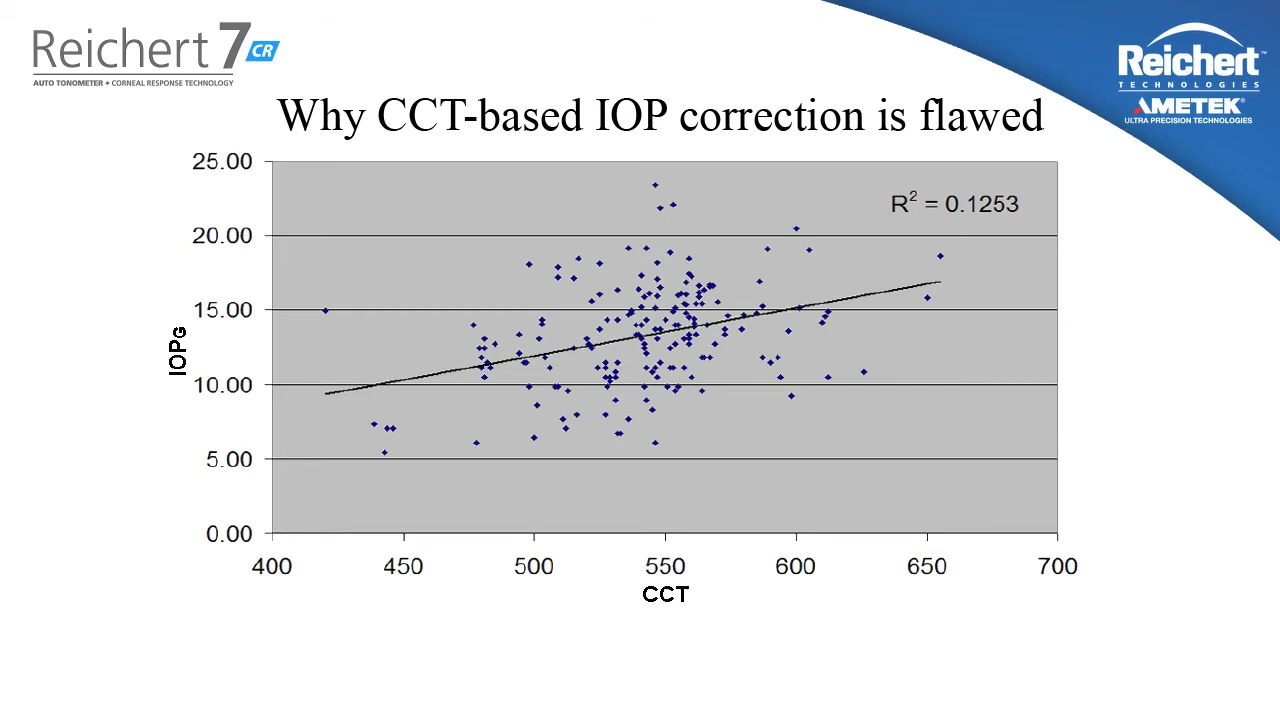 Reichert 7 CR
AUTO TONOMETER + CORNEAL RESPONSE TECHNOLOGY
Reichert™
TECHNOLOGIES
AMETEK®
ULTRA PRECISION TECHNOLOGIES
Why CCT-based IOP correction is flawed
25.00
R² = 0.1253
20.00
15.00
IOPG
10.00
5.00
0.00
400 450 500 550 600 650 700
CCT